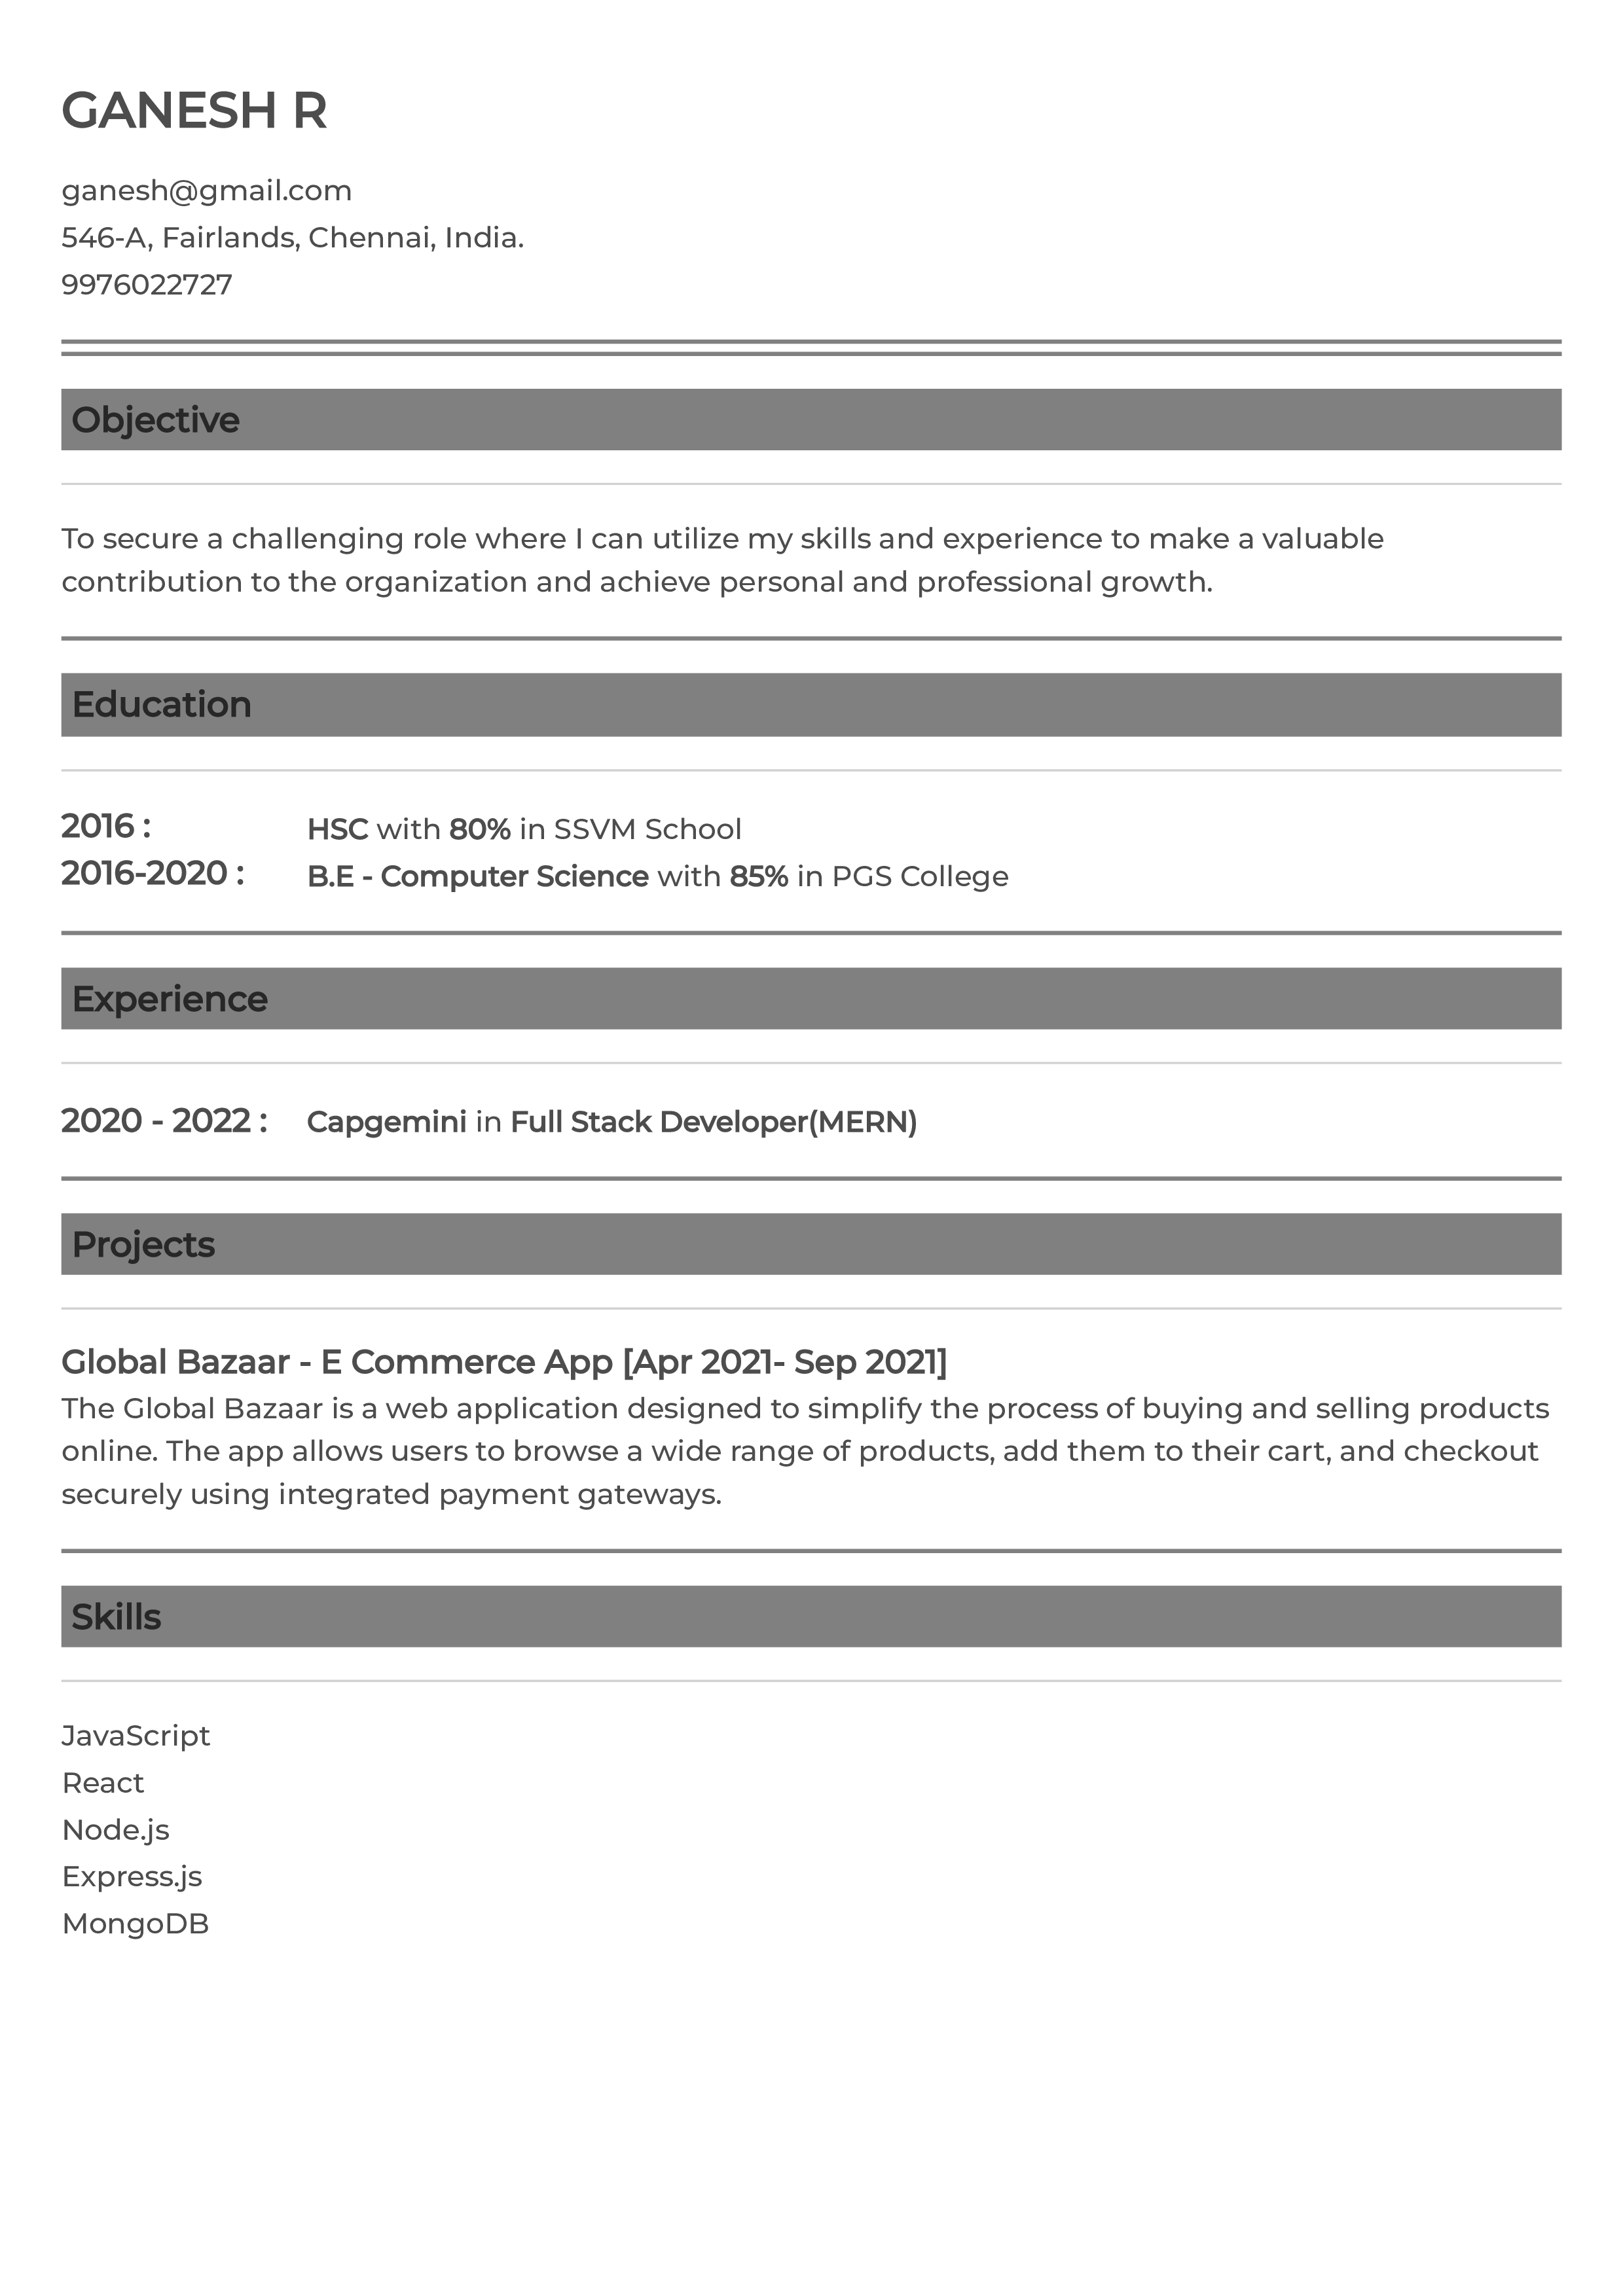 GANESH R
ganesh@gmail.com
546-A, Fairlands, Chennai, India.
9976022727
Objective
To secure a challenging role where I can utilize my skills and experience to make a valuable
contribution to the organization and achieve personal and professional growth.
Education
2016 : HSC with 80% in SSVM School
2016-2020 : B.E - Computer Science with 85% in PGS College
Experience
2020 - 2022 : Capgemini in Full Stack Developer(MERN)
Projects
Global Bazaar - E Commerce App [Apr 2021- Sep 2021]
The Global Bazaar is a web application designed to simplify the process of buying and selling products
online. The app allows users to browse a wide range of products, add them to their cart, and checkout
securely using integrated payment gateways.
Skills
JavaScript
React
Node.js
Express.js
MongoDB